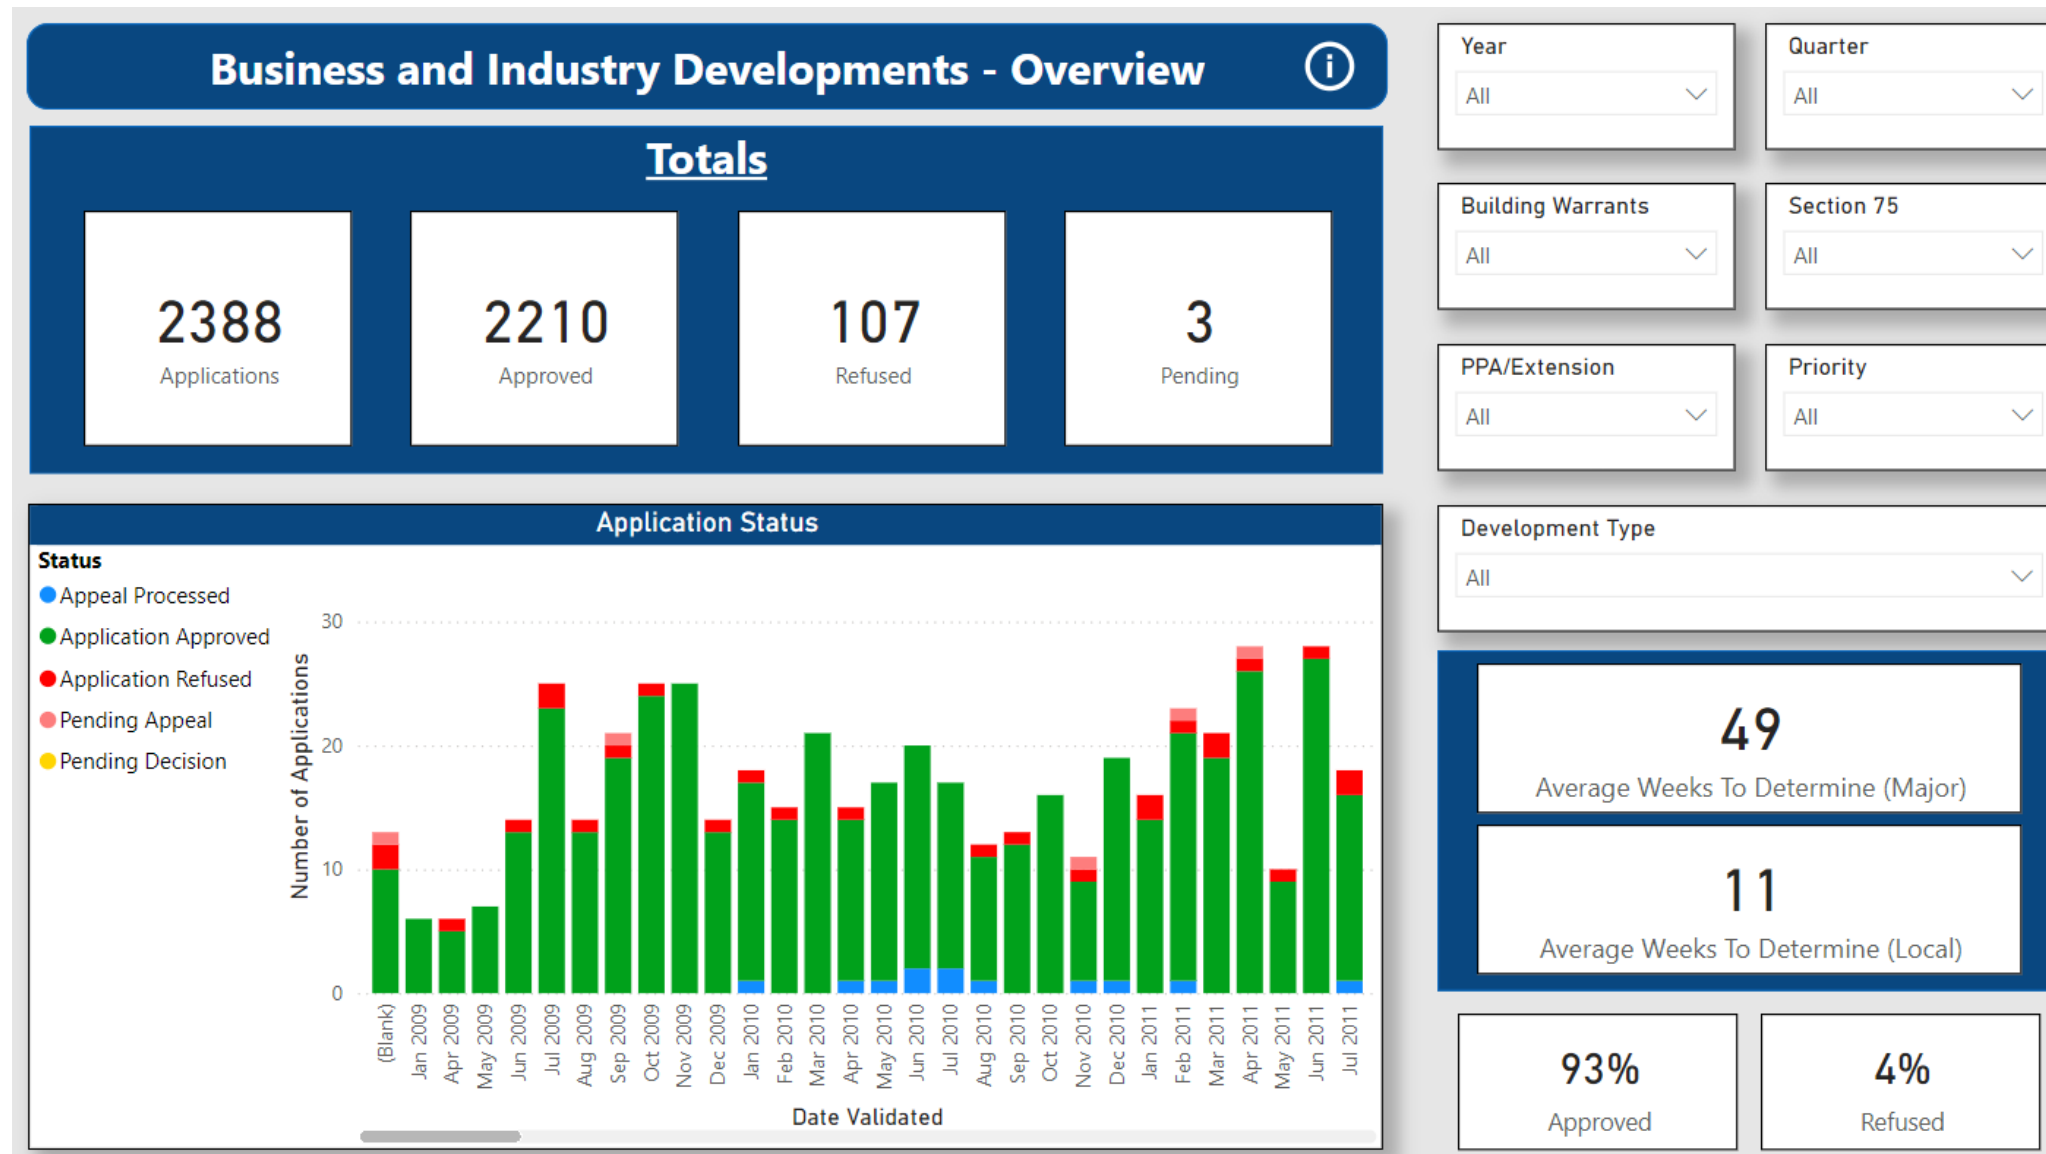 Business and Industry Developments - Overview
i
Totals
2388
Applications
2210
Approved
107
Refused
3
Pending
Application Status
Status
Appeal Processed
Application Approved
Application Refused
Pending Appeal
Pending Decision
Number of Applications
30
20
10
0
(Blank)
Jan 2009
Apr 2009
May 2009
Jun 2009
Jul 2009
Aug 2009
Sep 2009
Oct 2009
Nov 2009
Dec 2009
Jan 2010
Feb 2010
Mar 2010
Apr 2010
May 2010
Jun 2010
Jul 2010
Aug 2010
Sep 2010
Oct 2010
Nov 2010
Dec 2010
Jan 2011
Feb 2011
Mar 2011
Apr 2011
May 2011
Jun 2011
Jul 2011
Date Validated
Year
All
Quarter
All
Building Warrants
All
Section 75
All
PPA/Extension
All
Priority
All
Development Type
All
49
Average Weeks To Determine (Major)
11
Average Weeks To Determine (Local)
93%
Approved
4%
Refused